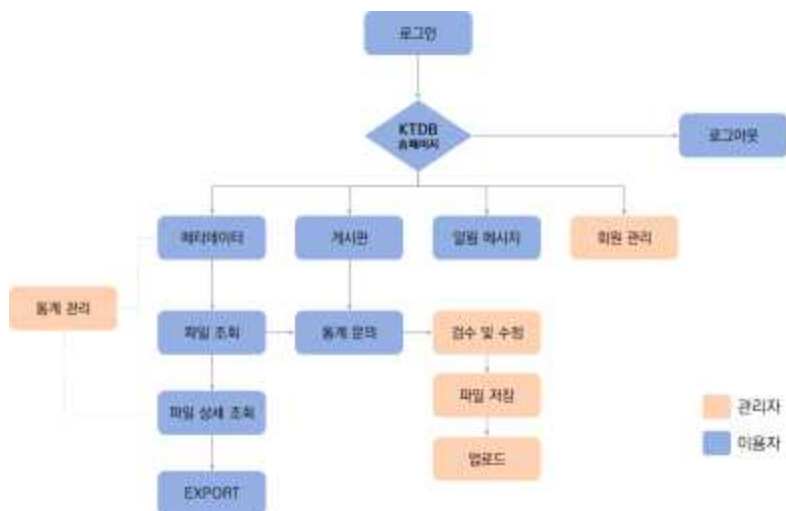 로그인
KTDB
홈페이지
로그아웃
메타데이터
게시판
알림 메시지
회원 관리
통계 관리
파일 조회
통계 문의
검수 및 수정
파일 저장
파일 상세 조회
업로드
EXPORT
관리자
이용자